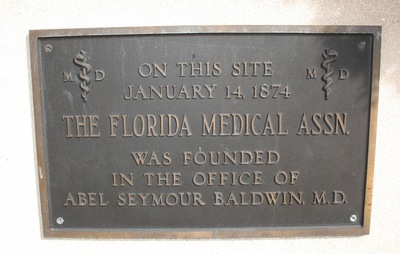 M D ON THIS SITE M D
JANUARY 14, 1874
THE FLORIDA MEDICAL ASSN.
WAS FOUNDED
IN THE OFFICE OF
ABEL SEYMOUR BALDWIN, M.D.